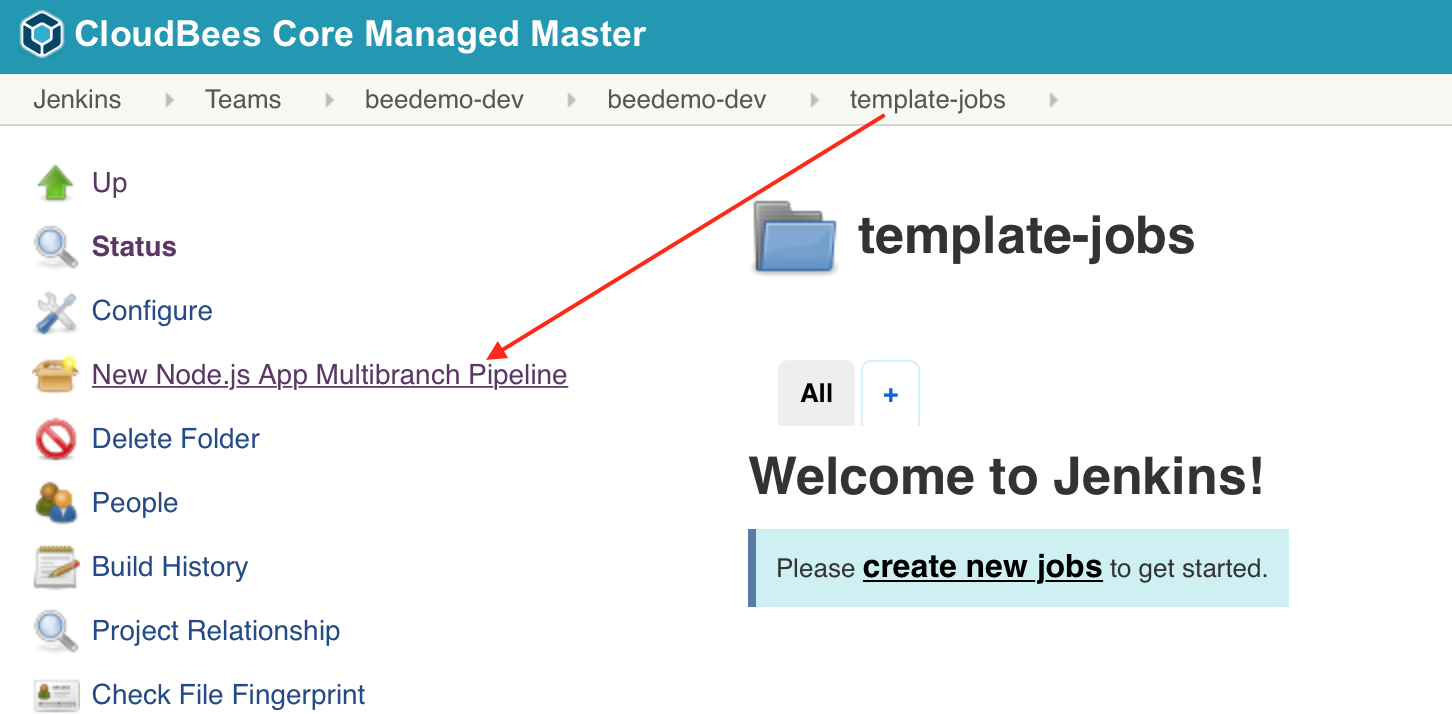 CloudBees Core Managed Master
Jenkins Teams beedemo-dev beedemo-dev template-jobs
Up
Status
Configure
New Node.js App Multibranch Pipeline
Delete Folder
People
Build History
Project Relationship
Check File Fingerprint
template-jobs
All +
Welcome to Jenkins!
Please create new jobs to get started.